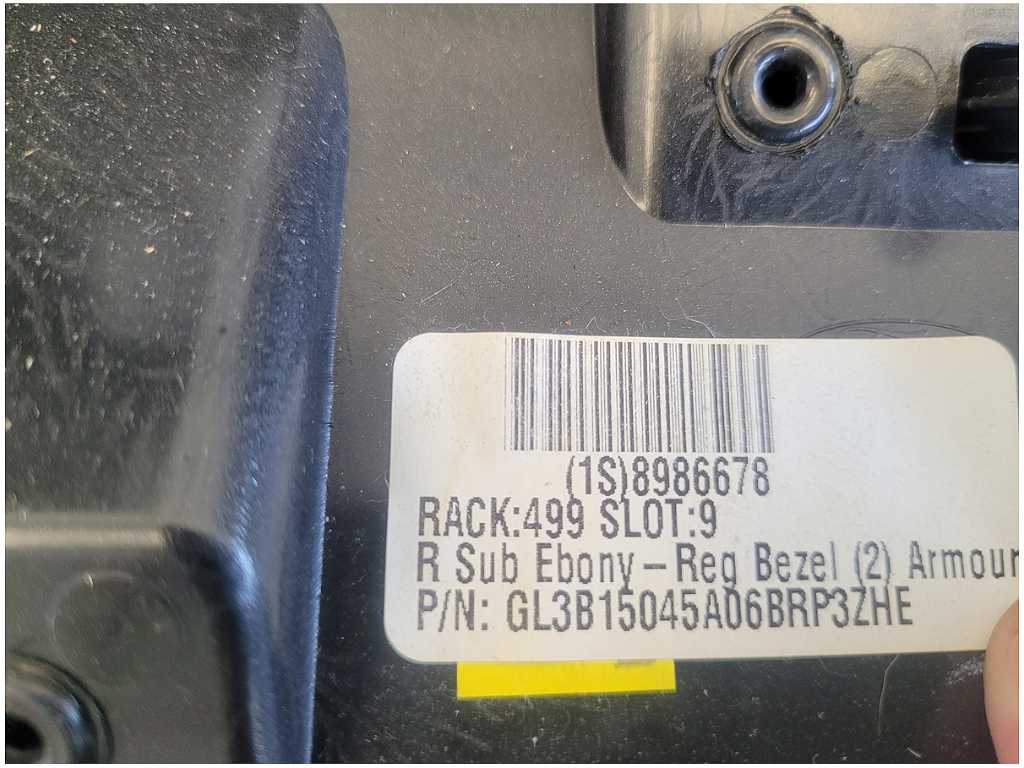 (1S)8986678
RACK:499 SLOT:9
R Sub Ebony-Reg Bezel (2) Armour
P/N: GL3B15045A06BRP3ZHE